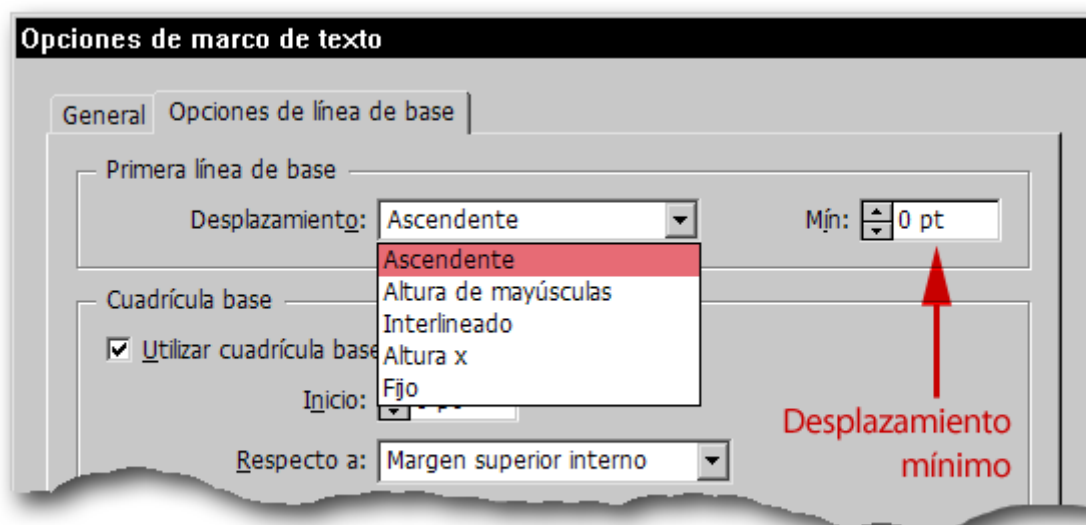 Opciones de marco de texto
General Opciones de línea de base
Primera línea de base
Desplazamiento: Ascendente Mín: 0 pt
Ascendente
Altura de mayúsculas
Interlineado
Altura x
Fijo
Cuadrícula base
Utilizar cuadrícula base
Inicio:
Respecto a: Margen superior interno
Desplazamiento
mínimo